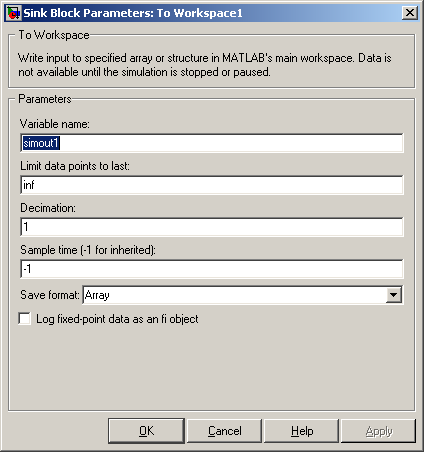 Sink Block Parameters: To Workspace1
To Workspace
Write input to specified array or structure in MATLAB's main workspace. Data is
not available until the simulation is stopped or paused.
Parameters
Variable name:
simout1
Limit data points to last:
inf
Decimation:
1
Sample time (-1 for inherited):
-1
Save format: Array
Log fixed-point data as an fi object
OK Cancel Help Apply